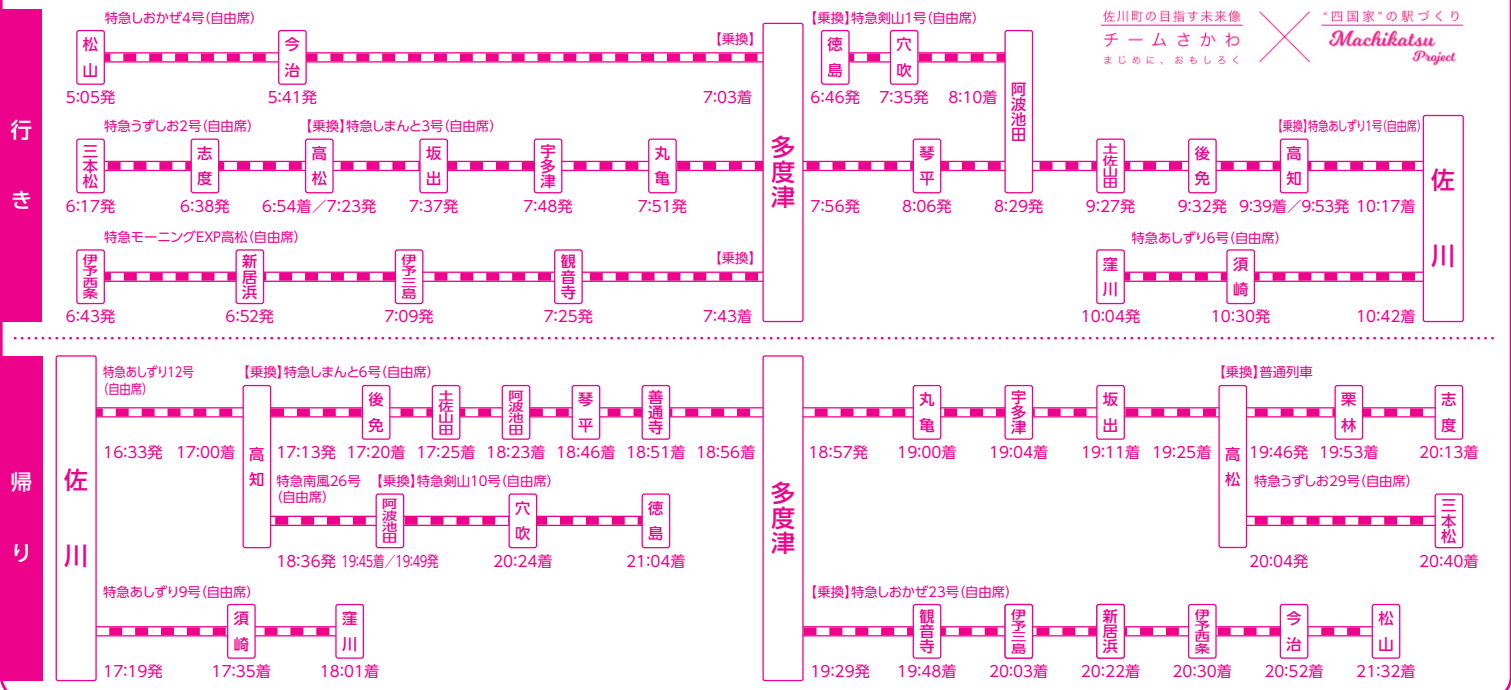 佐川町の目指す未来像
チームさかわ
まじめに、おもしろく
“四国家”の駅づくり
Machikatsu
Project
行き
特急しおかぜ4号(自由席)
【乗換】
松山
今治
5:05発
5:41発
7:03着
特急うずしお2号(自由席)
【乗換】特急しまんと3号(自由席)
三本松
志度
高松
坂出
宇多津
丸亀
6:17発
6:38発
6:54着／7:23発
7:37発
7:48発
7:51発
特急モーニングEXP高松(自由席)
【乗換】
伊予西条
新居浜
伊予三島
観音寺
6:43発
6:52発
7:09発
7:25発
7:43着
多度津
【乗換】特急剣山1号(自由席)
徳島
穴吹
阿波池田
6:46発
7:35発
8:10着
【乗換】特急あしずり1号(自由席)
琴平
土佐山田
後免
高知
7:56発
8:06発
8:29発
9:27発
9:32発
9:39着／9:53発
10:17着
特急あしずり6号(自由席)
窪川
須崎
10:04発
10:30発
10:42着
佐川
帰り
佐川
特急あしずり12号
(自由席)
16:33発
17:00着
高知
【乗換】特急しまんと6号(自由席)
後免
土佐山田
阿波池田
琴平
善通寺
17:13発
17:20着
17:25着
18:23着
18:46着
18:51着
18:56着
特急南風26号
(自由席)
【乗換】特急剣山10号(自由席)
阿波池田
穴吹
徳島
18:36発
19:45着／19:49発
20:24着
21:04着
特急あしずり9号(自由席)
須崎
窪川
17:19発
17:35着
18:01着
多度津
丸亀
宇多津
坂出
18:57発
19:00着
19:04着
19:11着
19:25着
高松
【乗換】普通列車
栗林
志度
19:46発
19:53着
20:13着
特急うずしお29号(自由席)
三本松
20:04発
20:40着
【乗換】特急しおかぜ23号(自由席)
観音寺
伊予三島
新居浜
伊予西条
今治
松山
19:29発
19:48着
20:03着
20:22着
20:30着
20:52着
21:32着